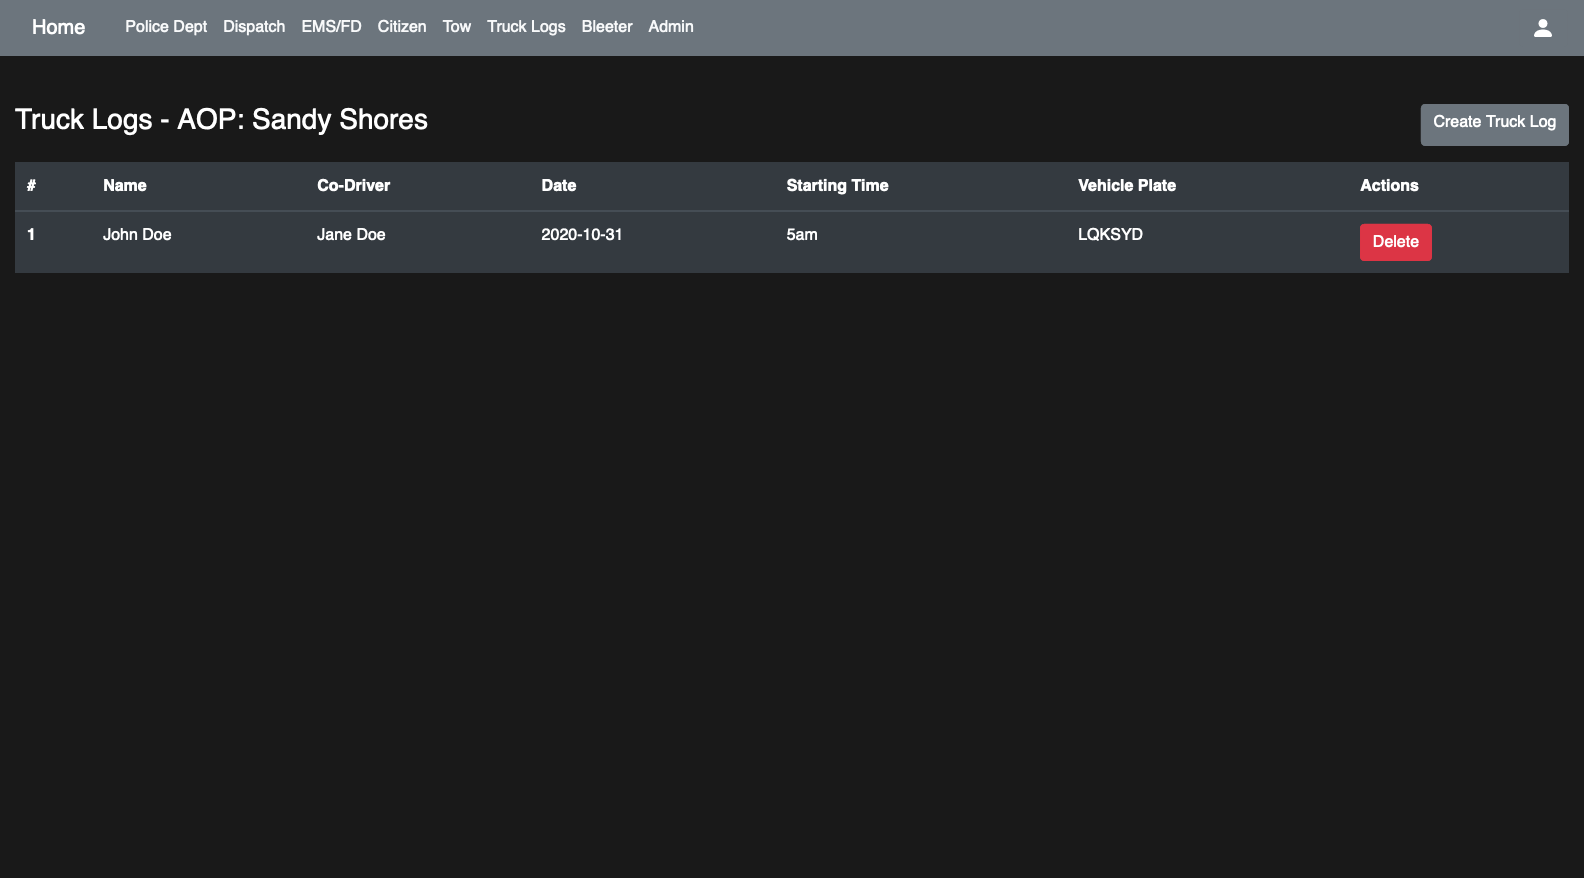 Home Police Dept Dispatch EMS/FD Citizen Tow Truck Logs Bleeter Admin
Truck Logs - AOP: Sandy Shores
Create Truck Log
# Name Co-Driver Date Starting Time Vehicle Plate Actions
1 John Doe Jane Doe 2020-10-31 5am LQKSYD Delete